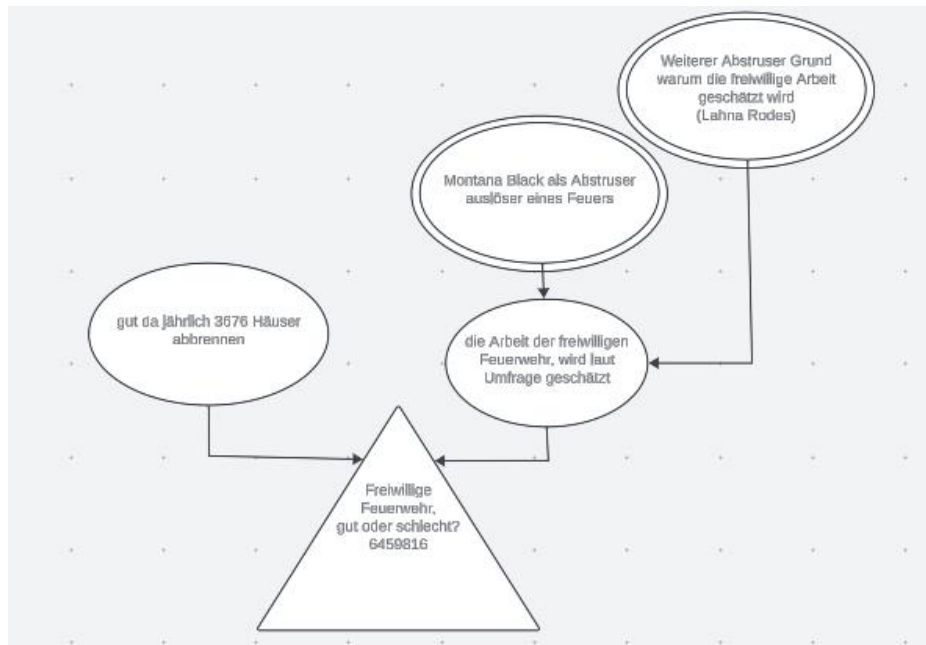 Weiterer Abstruser Grund
warum die freiwillige Arbeit
geschätzt wird
(Lahna Rodes)
Montana Black als Abstruser
auslöser eines Feuers
gut da jährlich 3676 Häuser
abbrennen
die Arbeit der freiwilligen
Feuerwehr, wird laut
Umfrage geschätzt
Freiwillige
Feuerwehr,
gut oder schlecht?
6459816